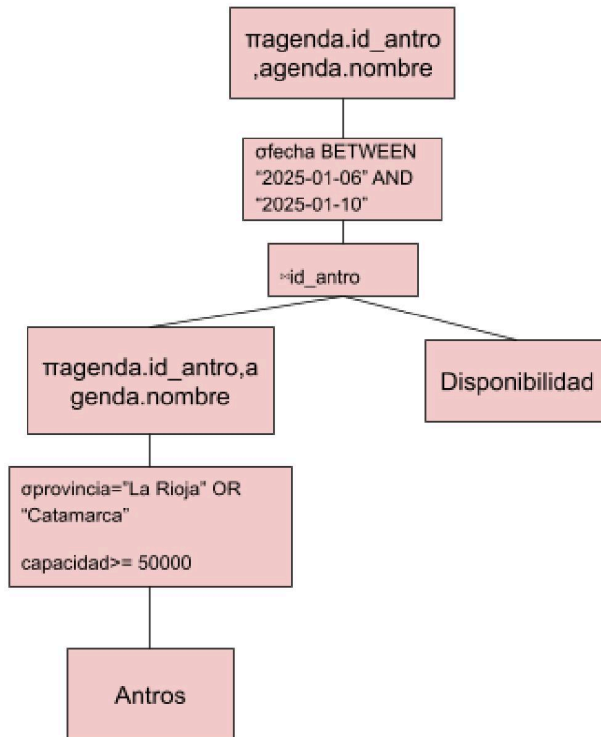 πagenda.id_antro
,agenda.nombre
σfecha BETWEEN
“2025-01-06” AND
“2025-01-10”
⋈id_antro
πagenda.id_antro,a
genda.nombre
Disponibilidad
σprovincia=”La Rioja” OR
“Catamarca”
capacidad>= 50000
Antros